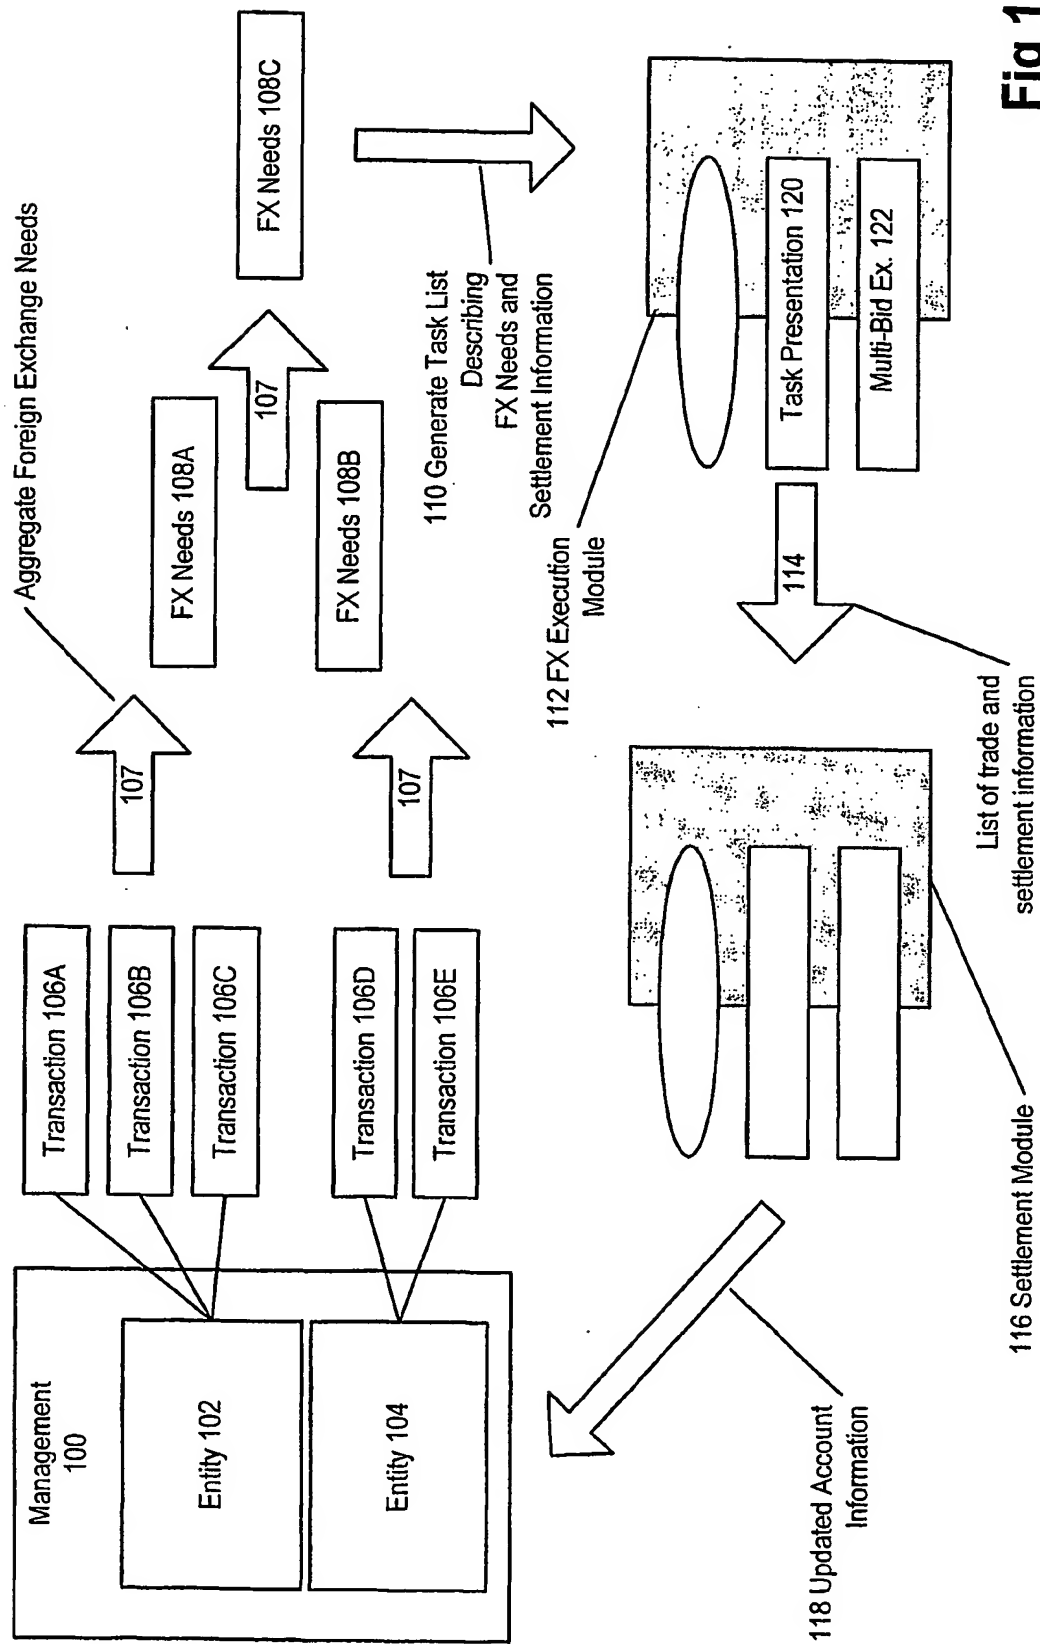 Management
100
Entity 102
Entity 104
Transaction 106A
Transaction 106B
Transaction 106C
Transaction 106D
Transaction 106E
107
107
Aggregate Foreign Exchange Needs
FX Needs 108A
FX Needs 108B
107
FX Needs 108C
110 Generate Task List
Describing
FX Needs and
Settlement Information
112 FX Execution
Module
Task Presentation 120
Multi-Bid Ex. 122
114
List of trade and
settlement information
116 Settlement Module
118 Updated Account
Information
Fig 1